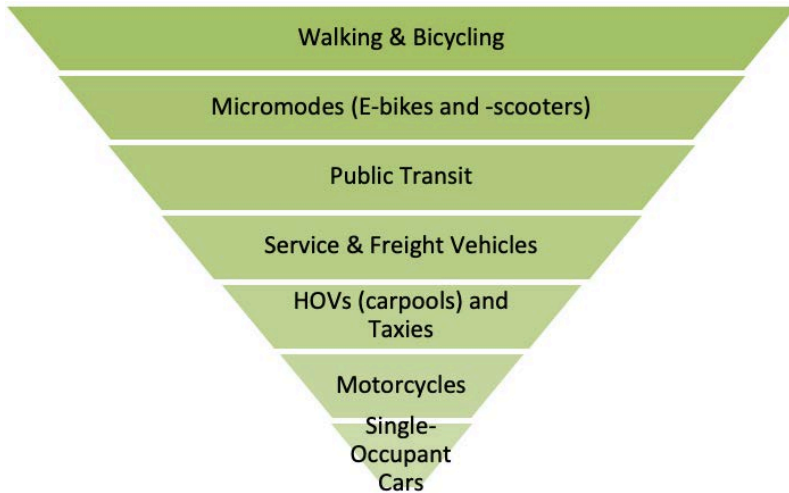 Walking & Bicycling
Micromodes (E-bikes and -scooters)
Public Transit
Service & Freight Vehicles
HOVs (carpools) and
Taxies
Motorcycles
Single-
Occupant
Cars